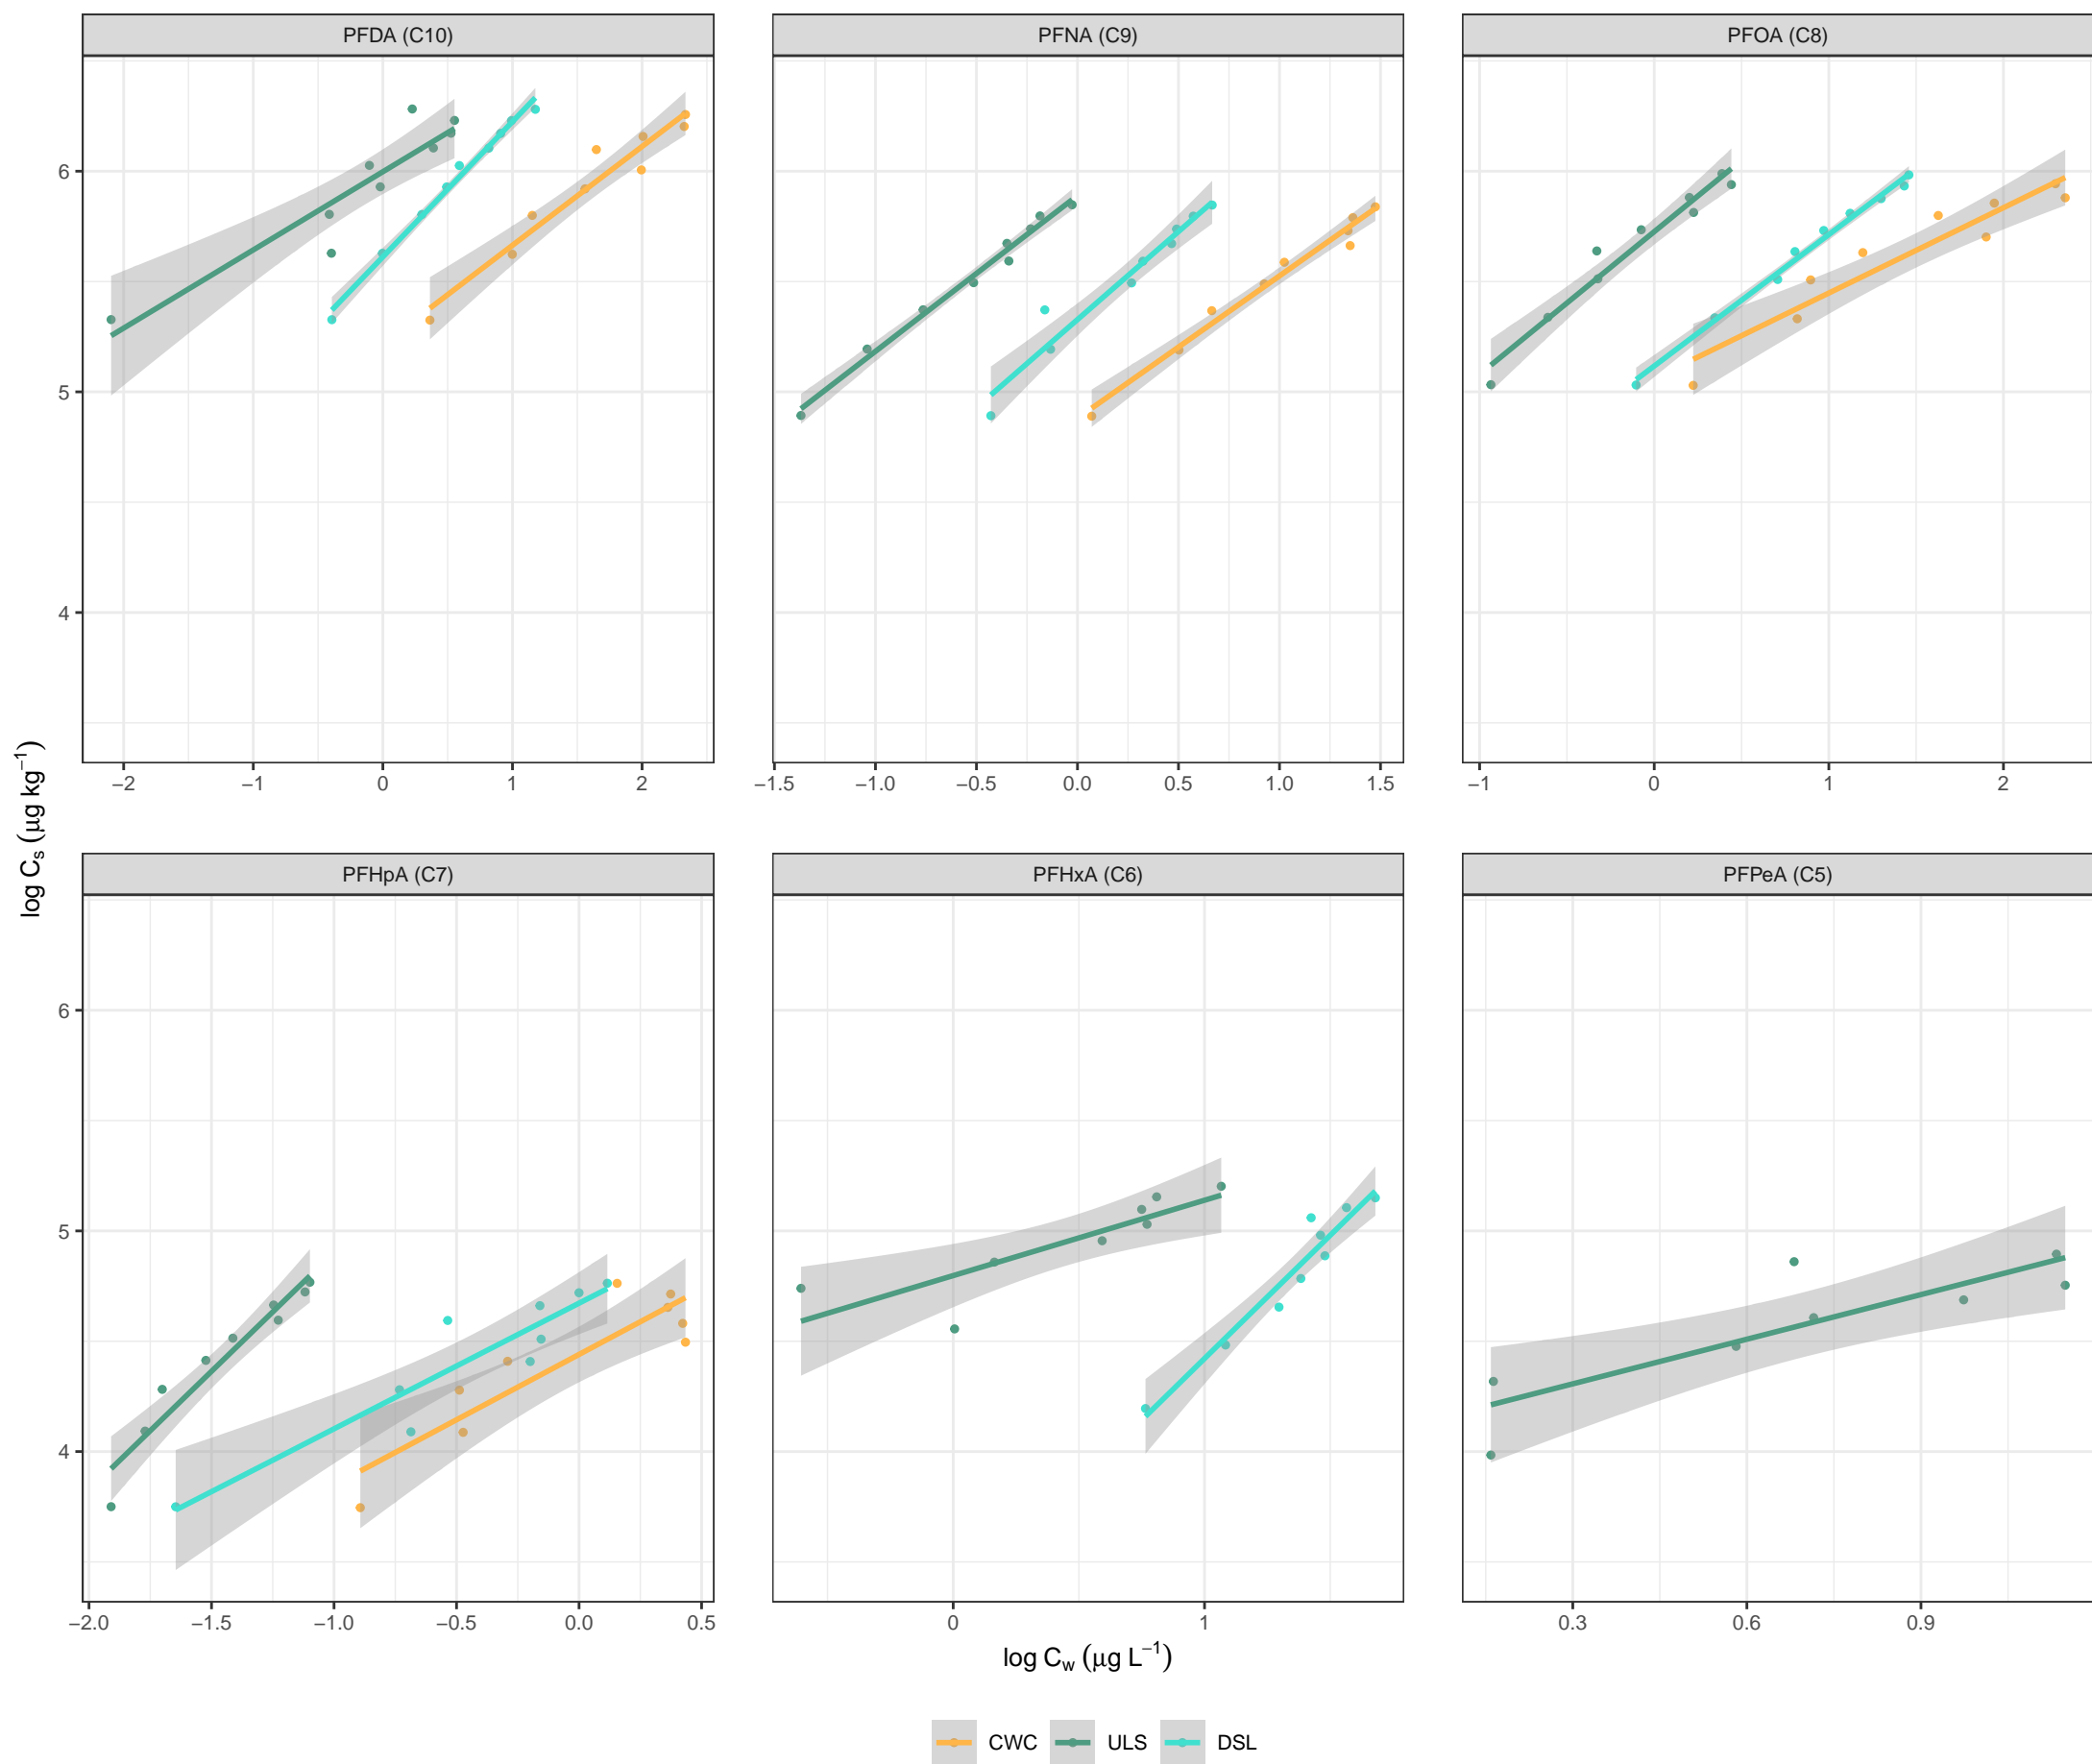 PFDA (C10) PFNA (C9) PFOA (C8)
6
5
4
−2 −1 0 1 2 −1.5 −1.0 −0.5 0.0 0.5 1.0 1.5 −1 0 1 2
log Cs (μg kg−1)
PFHpA (C7) PFHxA (C6) PFPeA (C5)
6
5
4
−2.0 −1.5 −1.0 −0.5 0.0 0.5 0 1 0.3 0.6 0.9
log Cw (μg L−1)
CWC ULS DSL